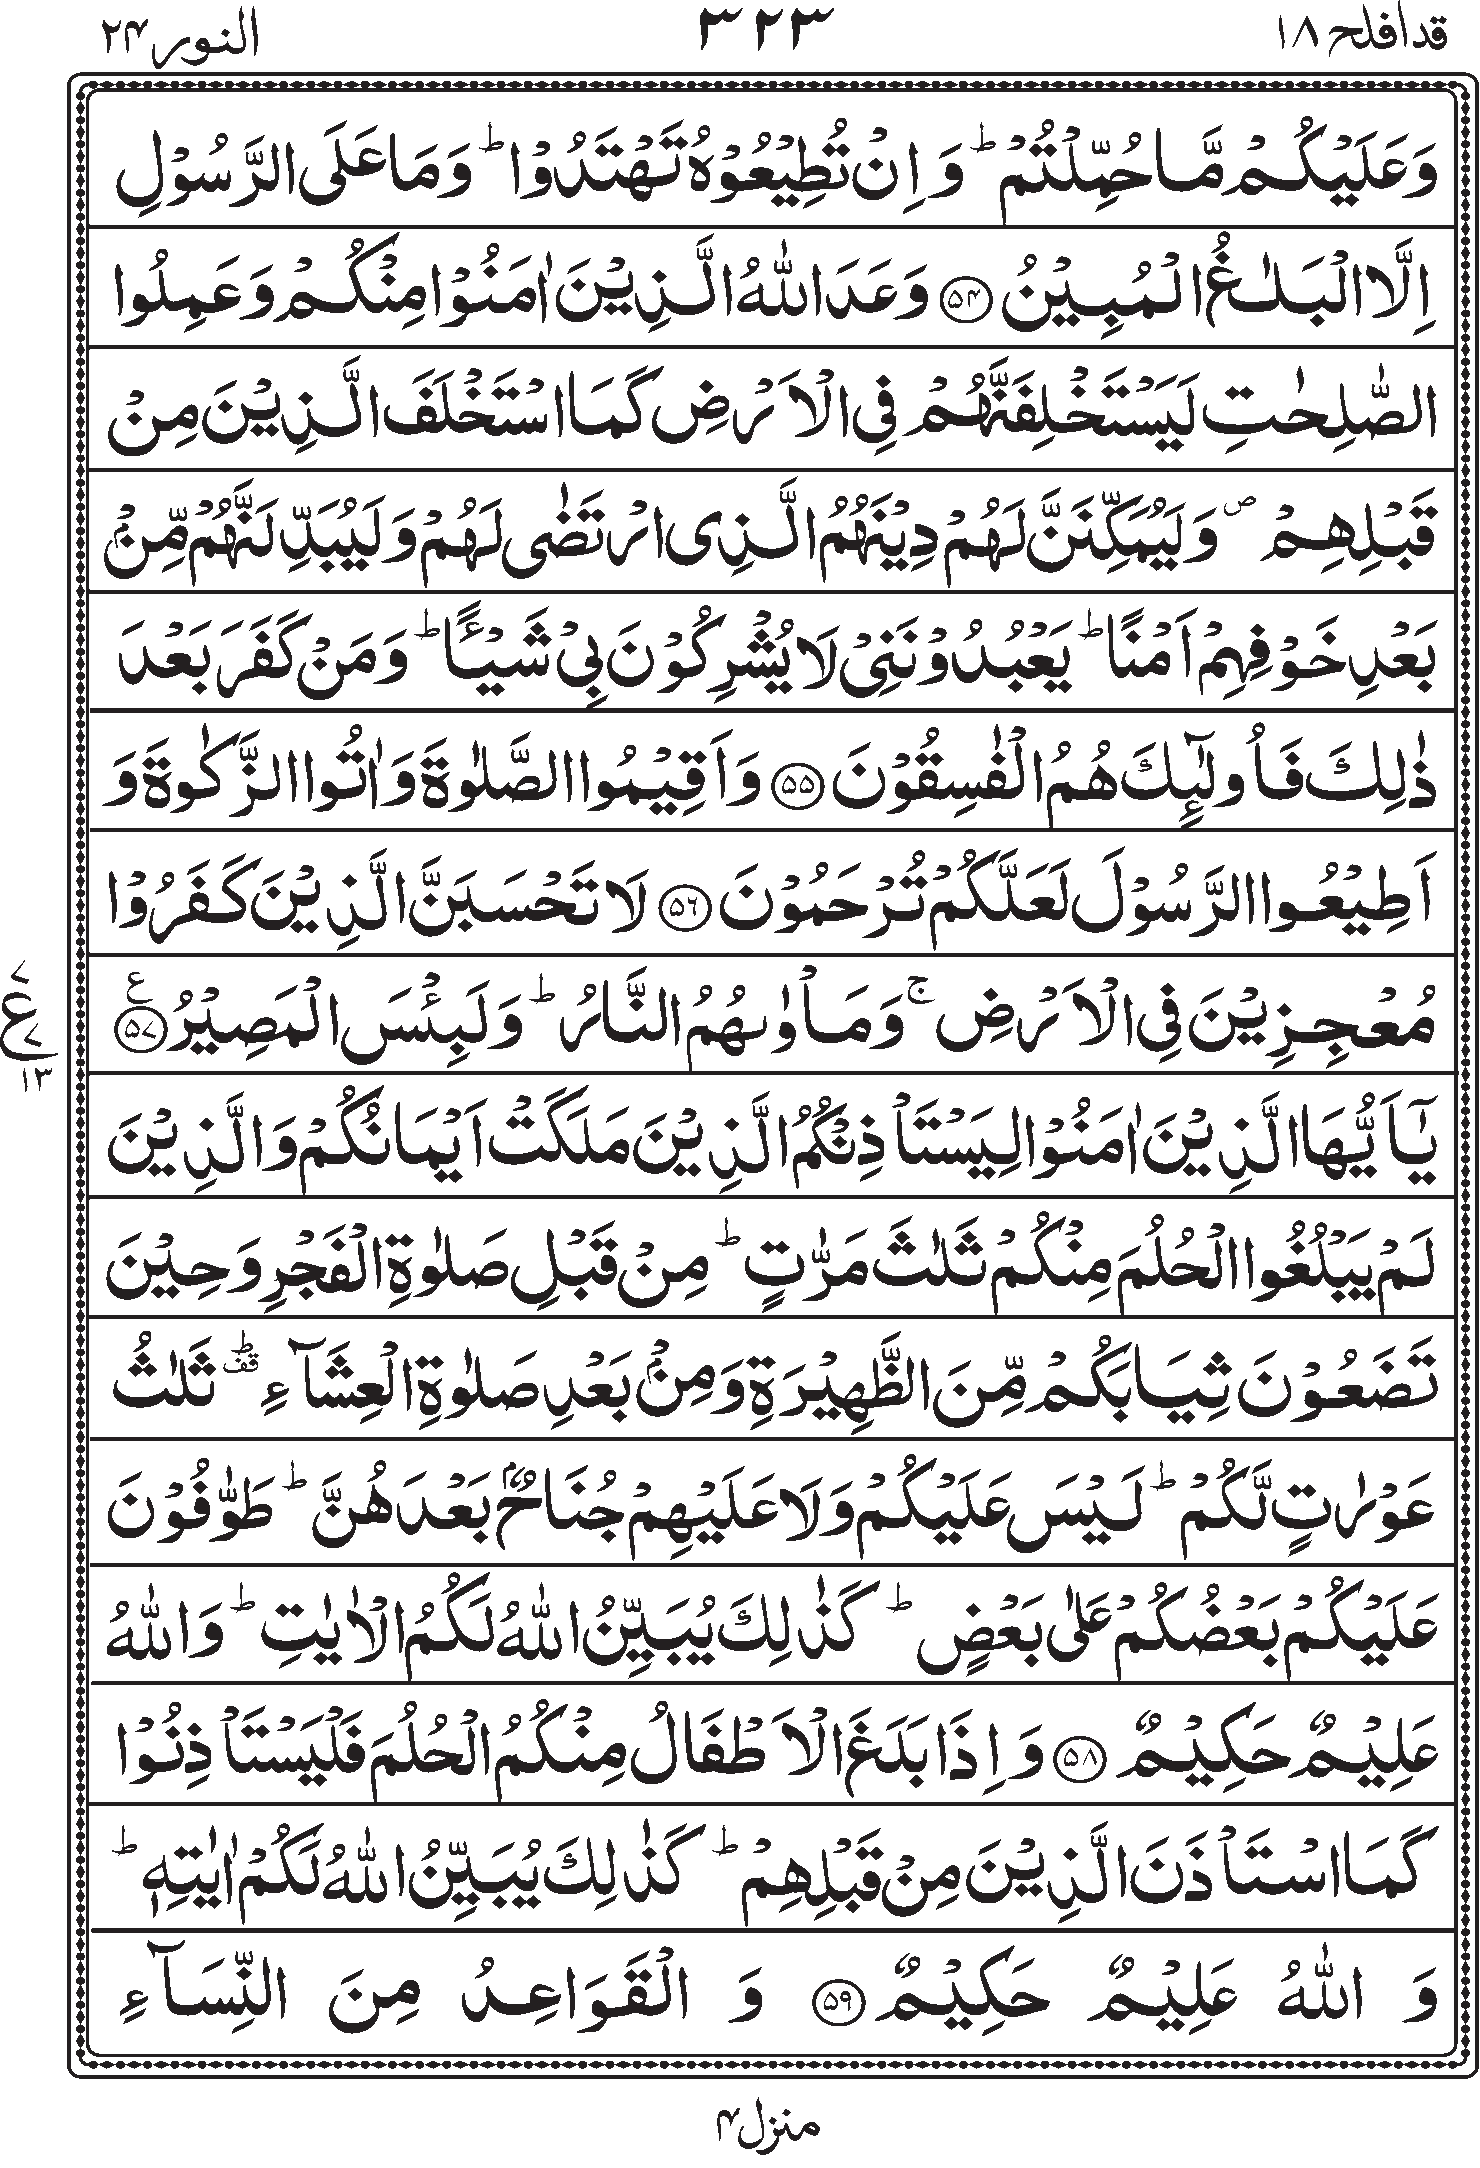 قدافلح ۱۸ ۳۲۳ النور ۲۴
وَعَلَيْكُمْ مَّا حُمِّلْتُمْ ؕ وَ اِنْ تُطِيْعُوْهُ تَهْتَدُوْا ؕ وَمَا عَلَى الرَّسُوْلِ
اِلَّا الْبَلٰغُ الْمُبِيْنُ ﴿۵۴﴾ وَعَدَ اللّٰهُ الَّذِيْنَ اٰمَنُوْا مِنْكُمْ وَعَمِلُوا
الصّٰلِحٰتِ لَيَسْتَخْلِفَنَّهُمْ فِي الْاَرْضِ كَمَا اسْتَخْلَفَ الَّذِيْنَ مِنْ
قَبْلِهِمْ ۪ وَلَيُمَكِّنَنَّ لَهُمْ دِيْنَهُمُ الَّذِى ارْتَضٰى لَهُمْ وَلَيُبَدِّلَنَّهُمْ مِّنْۢ
بَعْدِ خَوْفِهِمْ اَمْنًا ؕ يَعْبُدُوْنَنِيْ لَا يُشْرِكُوْنَ بِيْ شَيْـًٔا ؕ وَمَنْ كَفَرَ بَعْدَ
ذٰلِكَ فَاُولٰٓئِكَ هُمُ الْفٰسِقُوْنَ ﴿۵۵﴾ وَاَقِيْمُوا الصَّلٰوةَ وَاٰتُوا الزَّكٰوةَ وَ
اَطِيْعُوا الرَّسُوْلَ لَعَلَّكُمْ تُرْحَمُوْنَ ﴿۵۶﴾ لَا تَحْسَبَنَّ الَّذِيْنَ كَفَرُوْا
مُعْجِزِيْنَ فِي الْاَرْضِ ۚ وَمَاْوٰىهُمُ النَّارُ ؕ وَلَبِئْسَ الْمَصِيْرُ ﴿۵۷﴾ ع
۷ ع ۷ ۱۳
يٰٓاَيُّهَا الَّذِيْنَ اٰمَنُوْا لِيَسْتَاْذِنْكُمُ الَّذِيْنَ مَلَكَتْ اَيْمَانُكُمْ وَالَّذِيْنَ
لَمْ يَبْلُغُوا الْحُلُمَ مِنْكُمْ ثَلٰثَ مَرّٰتٍ ؕ مِنْ قَبْلِ صَلٰوةِ الْفَجْرِ وَحِيْنَ
تَضَعُوْنَ ثِيَابَكُمْ مِّنَ الظَّهِيْرَةِ وَمِنْۢ بَعْدِ صَلٰوةِ الْعِشَآءِ ؕ۟ ثَلٰثُ
عَوْرٰتٍ لَّكُمْ ؕ لَيْسَ عَلَيْكُمْ وَلَا عَلَيْهِمْ جُنَاحٌۢ بَعْدَهُنَّ ؕ طَوّٰفُوْنَ
عَلَيْكُمْ بَعْضُكُمْ عَلٰى بَعْضٍ ؕ كَذٰلِكَ يُبَيِّنُ اللّٰهُ لَكُمُ الْاٰيٰتِ ؕ وَاللّٰهُ
عَلِيْمٌ حَكِيْمٌ ﴿۵۸﴾ وَ اِذَا بَلَغَ الْاَطْفَالُ مِنْكُمُ الْحُلُمَ فَلْيَسْتَاْذِنُوْا
كَمَا اسْتَاْذَنَ الَّذِيْنَ مِنْ قَبْلِهِمْ ؕ كَذٰلِكَ يُبَيِّنُ اللّٰهُ لَكُمْ اٰيٰتِهٖ ؕ
وَ اللّٰهُ عَلِيْمٌ حَكِيْمٌ ﴿۵۹﴾ وَ الْقَوَاعِدُ مِنَ النِّسَآءِ
منزل ۴